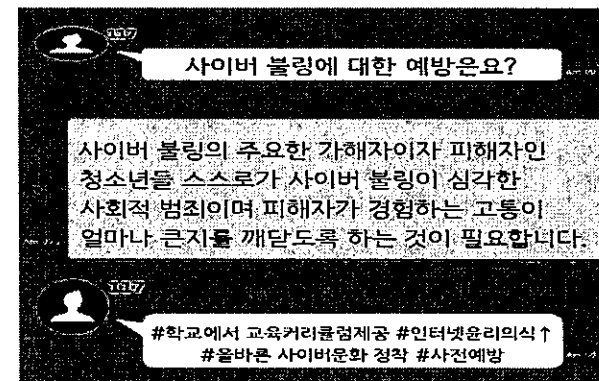 117
사이버 불링에 대한 예방은요?
사이버 불링의 주요한 가해자이자 피해자인
청소년들 스스로가 사이버 불링이 심각한
사회적 범죄이며 피해자가 경험하는 고통이
얼마나 큰지를 깨닫도록 하는 것이 필요합니다.
117
#학교에서 교육커리큘럼제공 #인터넷윤리의식↑
#올바른 사이버문화 정착 #사전예방